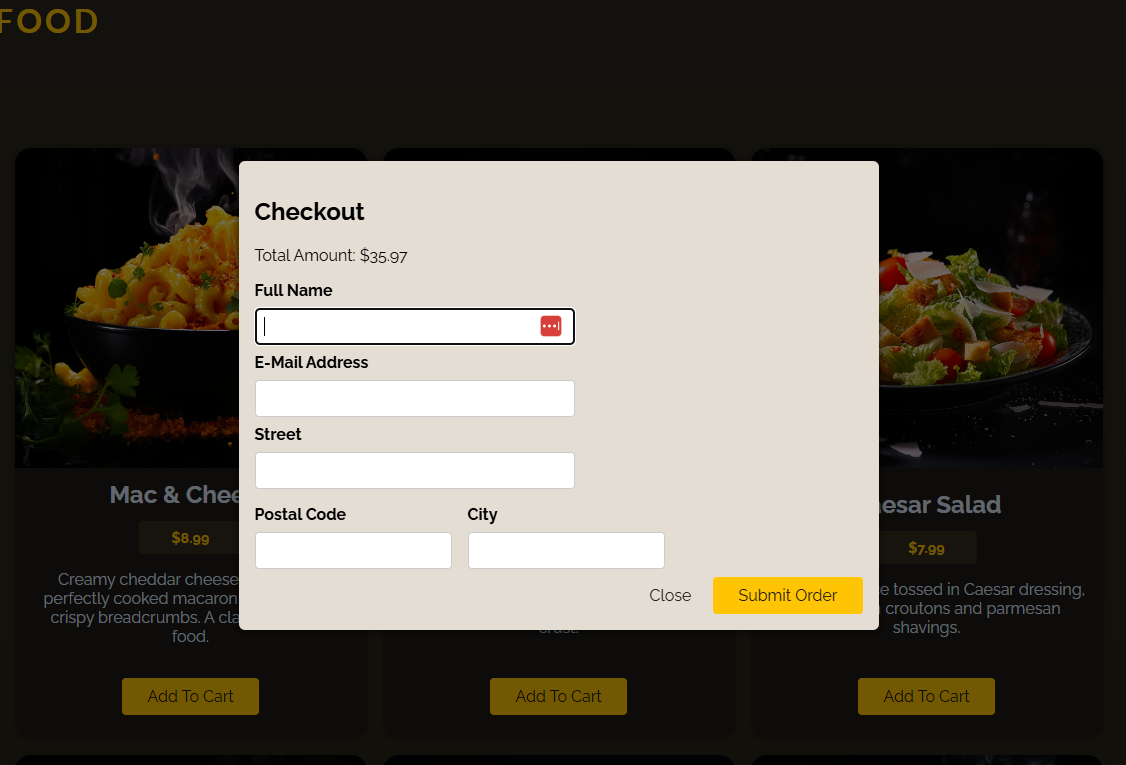 FOOD
Checkout
Total Amount: $35.97
Full Name
E-Mail Address
Street
Postal Code City
Close Submit Order
Mac & Chee
$8.99
Creamy cheddar cheese
perfectly cooked macaron
crispy breadcrumbs. A cla
food.
Add To Cart
crust.
Add To Cart
esar Salad
$7.99
e tossed in Caesar dressing,
croutons and parmesan
shavings.
Add To Cart